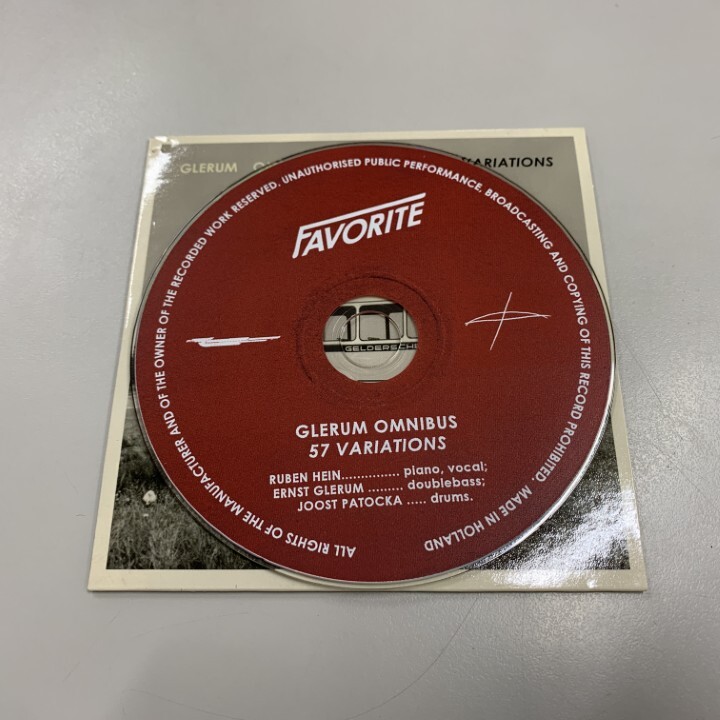 GLERUM
VARIATIONS
FAVORITE
ALL RIGHTS OF THE MANUFACTURER AND OF THE OWNER OF THE RECORDED WORK RESERVED. UNAUTHORISED PUBLIC PERFORMANCE, BROADCASTING AND COPYING OF THIS RECORD PROHIBITED. MADE IN HOLLAND
GLERUM OMNIBUS
57 VARIATIONS
RUBEN HEIN............... piano, vocal;
ERNST GLERUM ......... doublebass;
JOOST PATOCKA ..... drums.